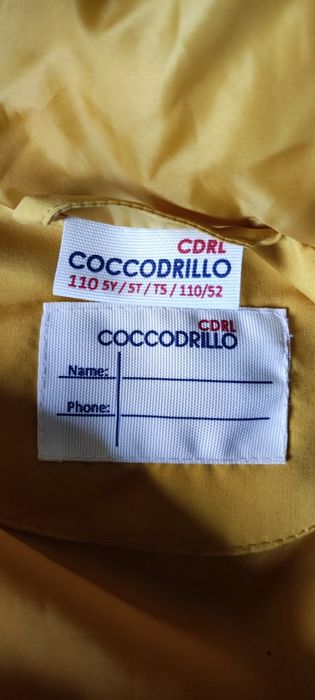 CDRL
COCCODRILLO
110 5Y / 5T / T5 / 110/52
CDRL
COCCODRILLO
Name:
Phone: